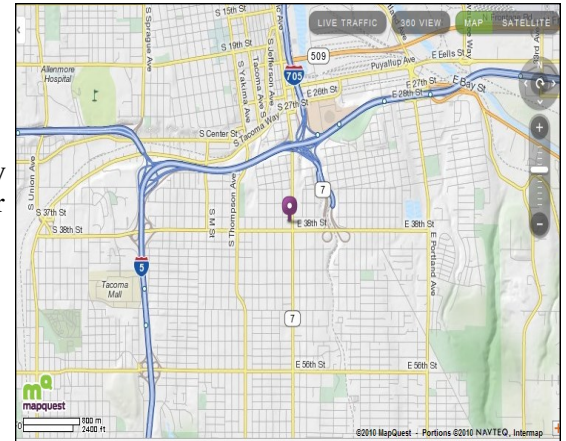 S 15th St
LIVE TRAFFIC
360 VIEW
MAP
SATELLITE
S Sprague Ave
S 19th St
S Jefferson Ave
509
E Eells St
Puyallup Ave
Allenmore
Hospital
705
S Yakima Ave
Tacoma Ave S
E 26th St
E 27th St
E 28th St
E Bay St
S 27th St
S Tacoma Way
S Center St
y
r
S Union Ave
7
S 37th St
S 38th St
S M St
S Thompson Ave
E 38th St
E 38th St
E Portland Ave
5
Tacoma
Mall
7
E 56th St
E 56th St
mapquest
0
800 m
2400 ft
©2010 MapQuest - Portions ©2010 NAVTEQ, Intermap